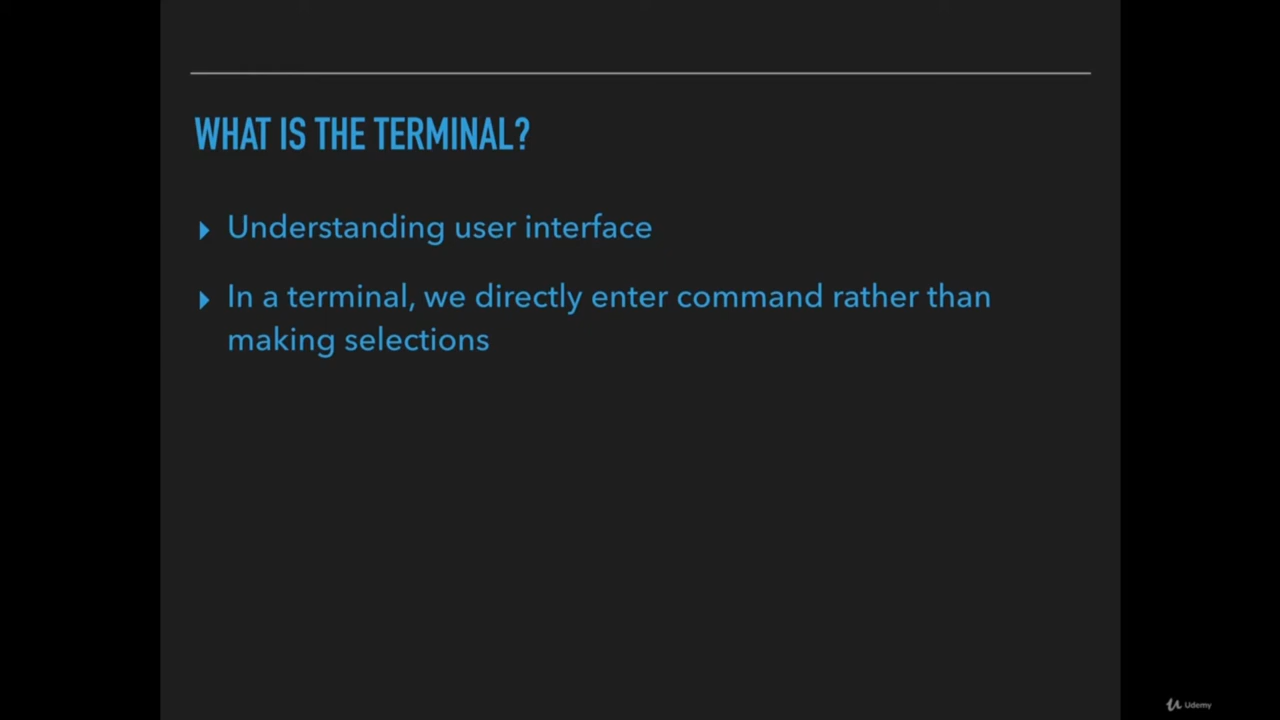 WHAT IS THE TERMINAL?
Understanding user interface
In a terminal, we directly enter command rather than
making selections
Udemy